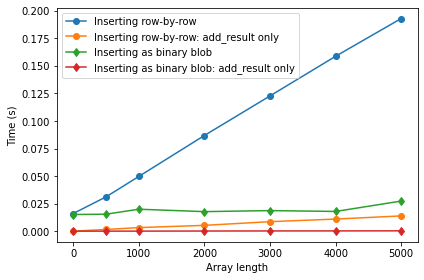 0.200
0.175
0.150
0.125
0.100
0.075
0.050
0.025
0.000
Time (s)
Inserting row-by-row
Inserting row-by-row: add_result only
Inserting as binary blob
Inserting as binary blob: add_result only
0 1000 2000 3000 4000 5000
Array length